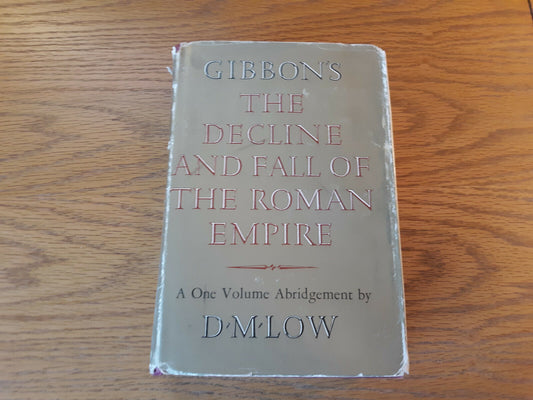 GIBBON'S
THE
DECLINE
AND FALL OF
THE ROMAN
EMPIRE
A One Volume Abridgement by
D·M·LOW